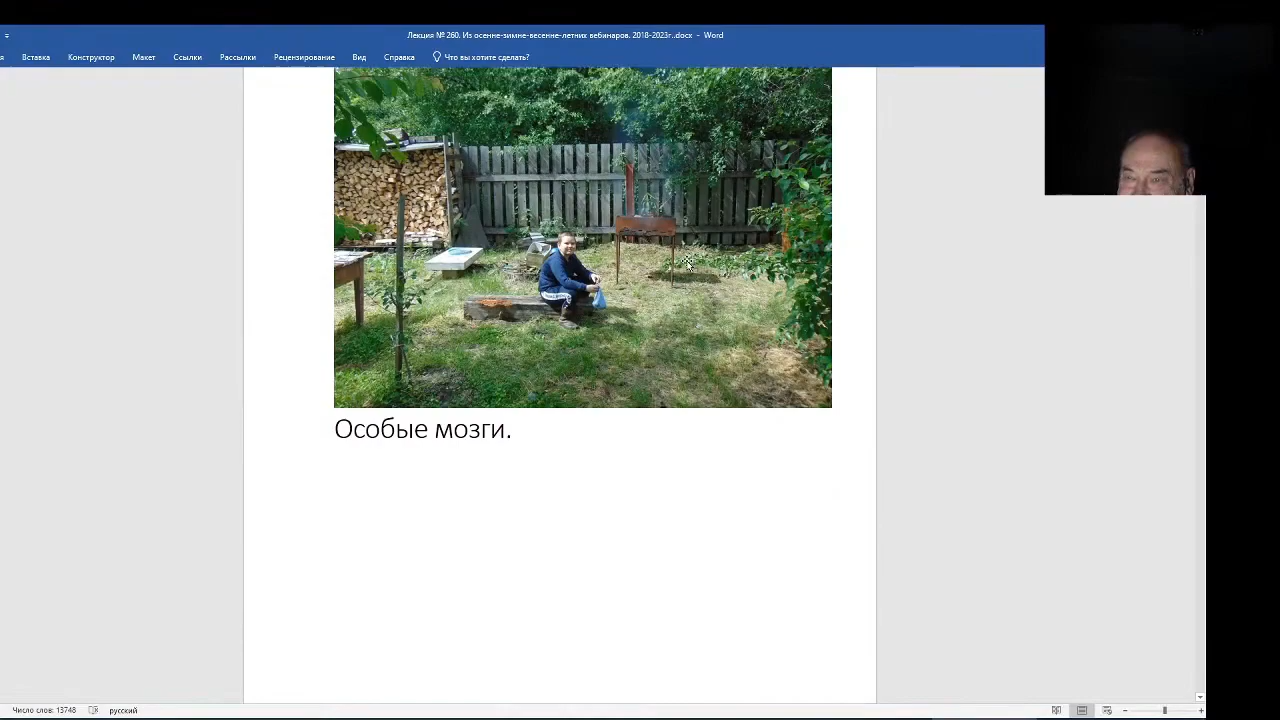 Лекция № 260. Из осенне-зимне-весенне-летних вебинаров. 2018-2023г..docx - Word
Вставка Конструктор Макет Ссылки Рассылки Рецензирование Вид Справка Что вы хотите сделать?
Особые мозги.
Число слов: 13748 русский